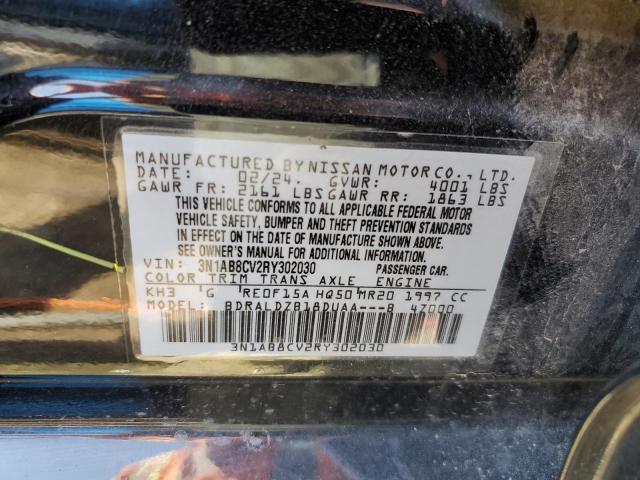 MANUFACTURED BY NISSAN MOTOR CO., LTD.
DATE: 02/24. GVWR: 4001 LBS
GAWR FR: 2161 LBS GAWR RR: 1863 LBS
THIS VEHICLE CONFORMS TO ALL APPLICABLE FEDERAL MOTOR
VEHICLE SAFETY, BUMPER AND THEFT PREVENTION STANDARDS
IN EFFECT ON THE DATE OF MANUFACTURE SHOWN ABOVE.
SEE OWNER'S MANUAL FOR ADDITIONAL INFORMATION.
VIN: 3N1AB8CV2RY302030 PASSENGER CAR.
COLOR TRIM TRANS AXLE ENGINE
KH3 G RE0F15A HQ50 MR20 1997 CC
MODEL: BDRALDZB18DUAA---B 4Z000
3N1AB8CV2RY302030